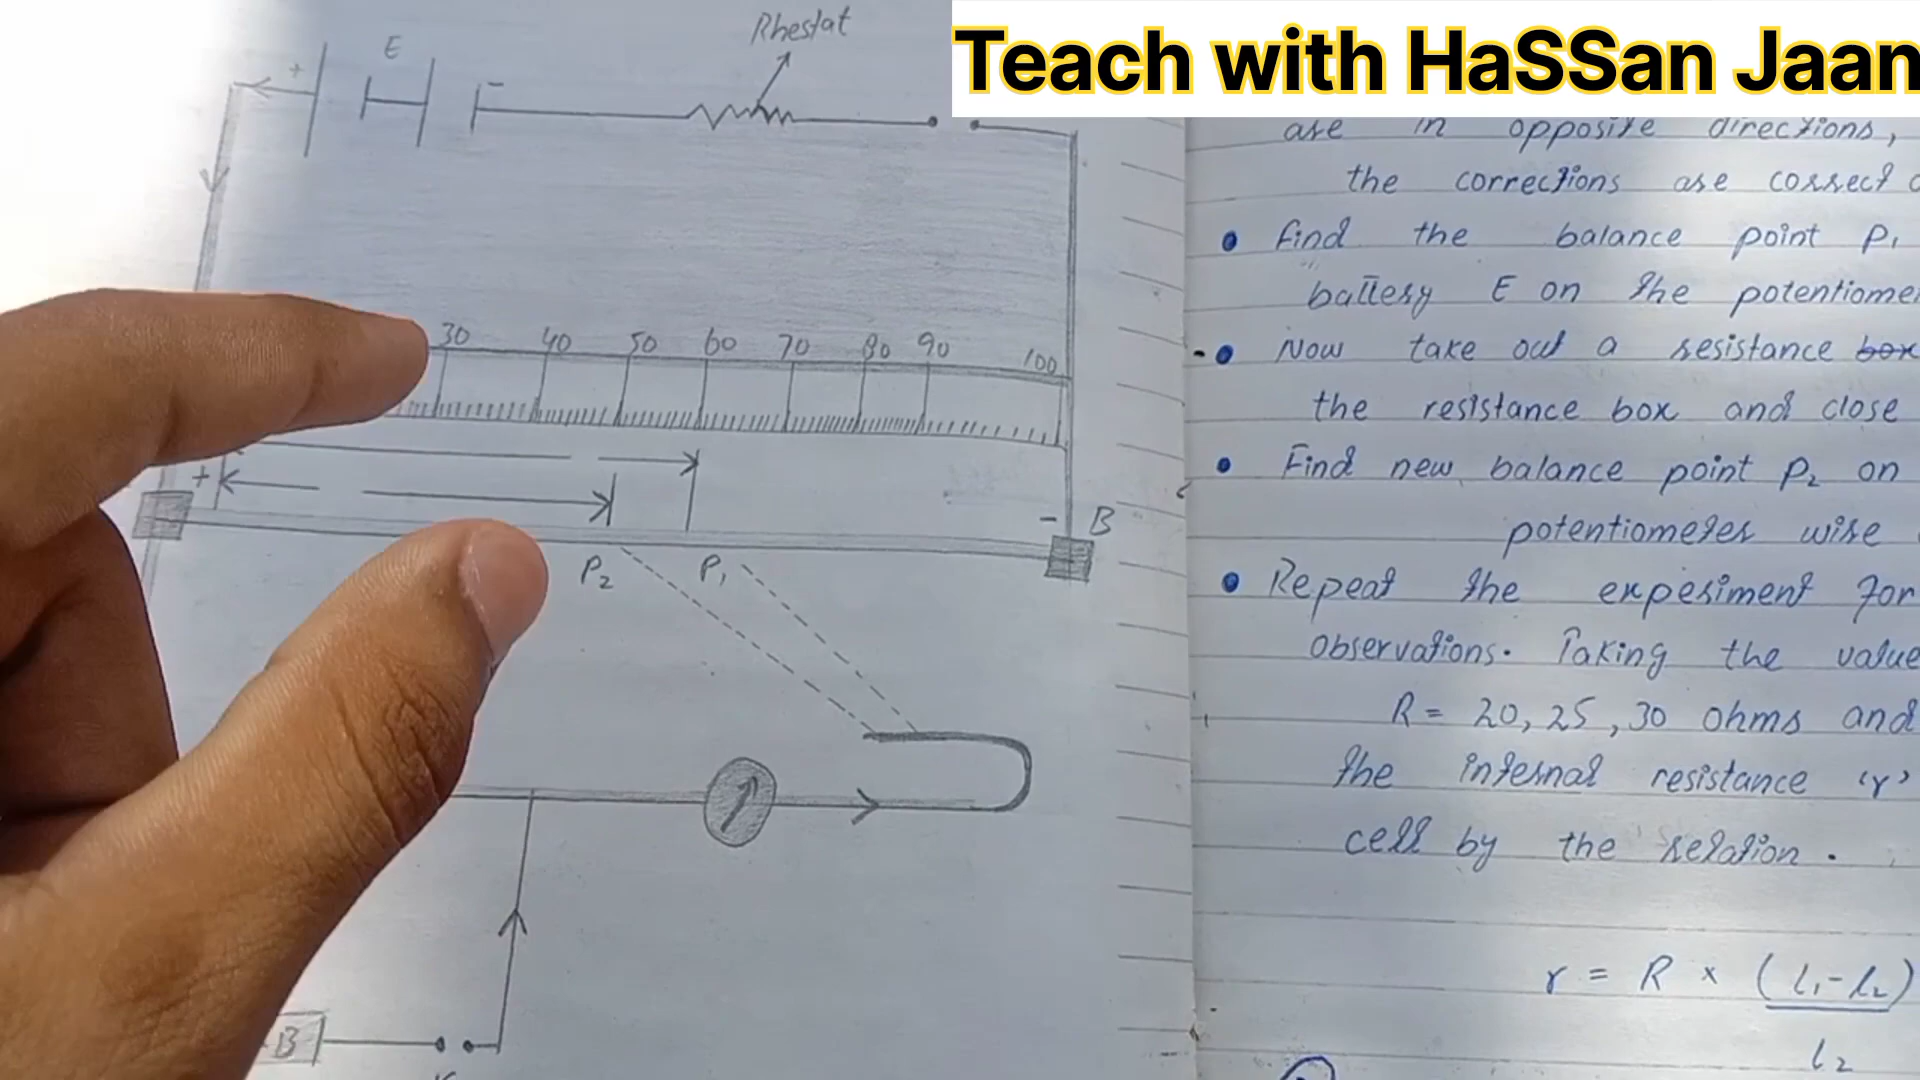 Teach with HaSSan Jaan
Rhestat
E
+
-
30 40 50 60 70 80 90 100
+
-
B
P2 P1
B
are in opposite directions,
the corrections are correct
find the balance point P1
battery E on the potentiome
Now take out a resistance box
the resistance box and close
Find new balance point P2 on
potentiometer wire
Repeat the experiment for
observations. Taking the value
R = 20, 25, 30 ohms and
the internal resistance 'r'
cell by the relation.
r = R × (l1-l2)
l2